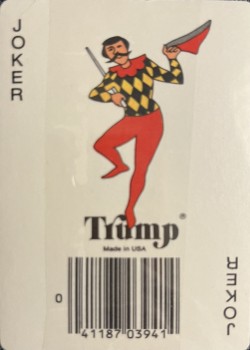 JOKER
Trump®
Made in USA
0
41187 03941
JOKER